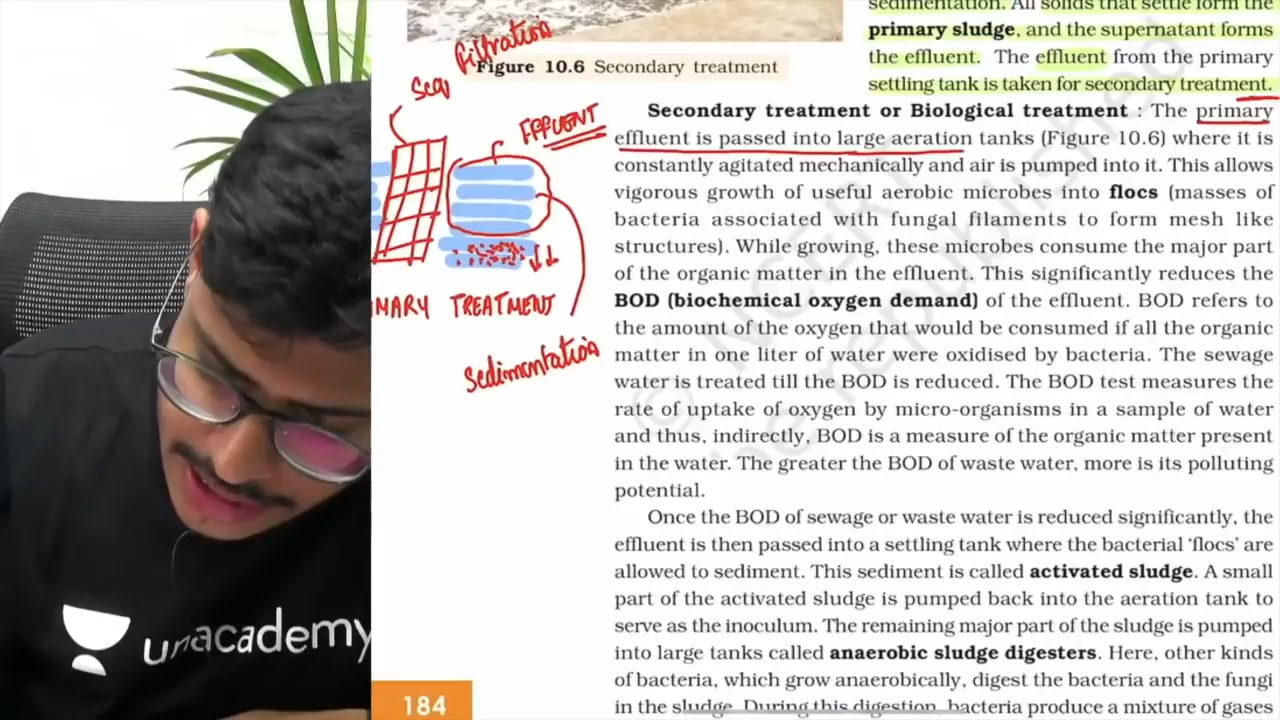 sedimentation. All solids that settle form the
primary sludge, and the supernatant forms
the effluent. The effluent from the primary
settling tank is taken for secondary treatment.
filtration
Figure 10.6 Secondary treatment
EFFLUENT
TREATMENT
Sedimentation
Secondary treatment or Biological treatment : The primary
effluent is passed into large aeration tanks (Figure 10.6) where it is
constantly agitated mechanically and air is pumped into it. This allows
vigorous growth of useful aerobic microbes into flocs (masses of
bacteria associated with fungal filaments to form mesh like
structures). While growing, these microbes consume the major part
of the organic matter in the effluent. This significantly reduces the
BOD (biochemical oxygen demand) of the effluent. BOD refers to
the amount of the oxygen that would be consumed if all the organic
matter in one liter of water were oxidised by bacteria. The sewage
water is treated till the BOD is reduced. The BOD test measures the
rate of uptake of oxygen by micro-organisms in a sample of water
and thus, indirectly, BOD is a measure of the organic matter present
in the water. The greater the BOD of waste water, more is its polluting
potential.
Once the BOD of sewage or waste water is reduced significantly, the
effluent is then passed into a settling tank where the bacterial ‘flocs’ are
allowed to sediment. This sediment is called activated sludge. A small
part of the activated sludge is pumped back into the aeration tank to
serve as the inoculum. The remaining major part of the sludge is pumped
into large tanks called anaerobic sludge digesters. Here, other kinds
of bacteria, which grow anaerobically, digest the bacteria and the fungi
in the sludge. During this digestion, bacteria produce a mixture of gases
184
unacademy